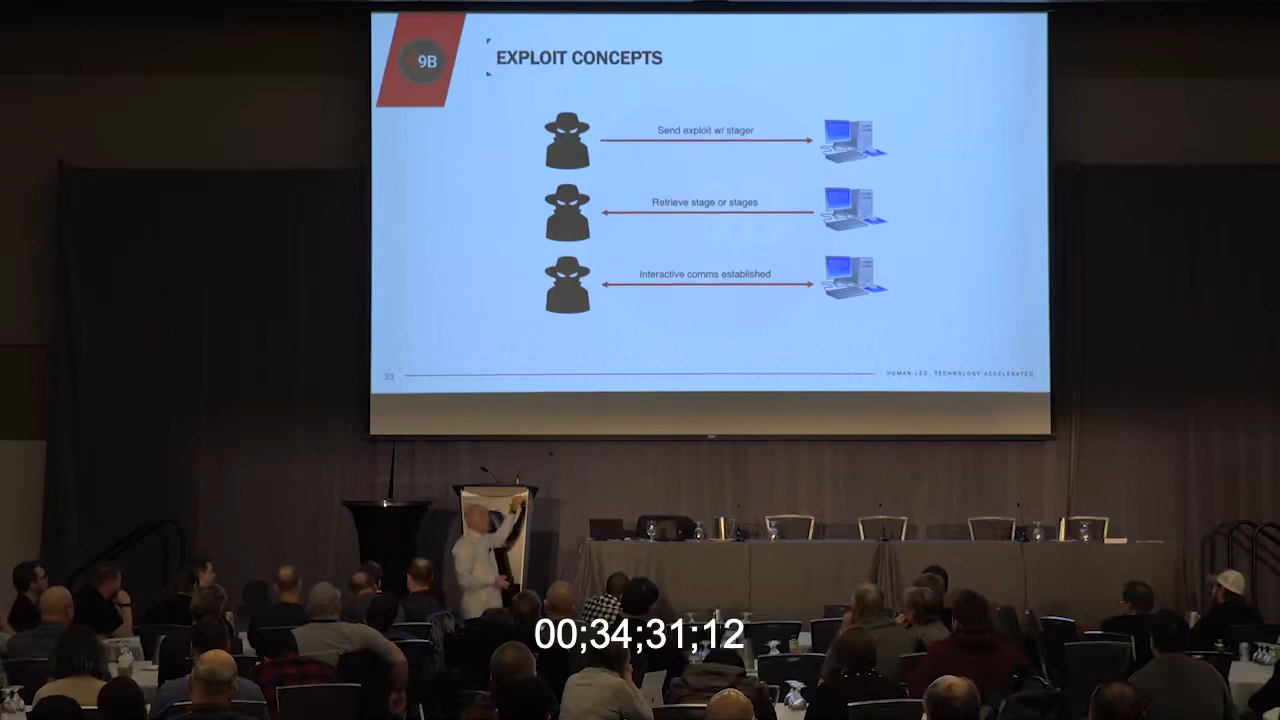 9B
EXPLOIT CONCEPTS
Send exploit w/ stager
Retrieve stage or stages
Interactive comms established
33
HUMAN-LED, TECHNOLOGY-ACCELERATED
00;34;31;12